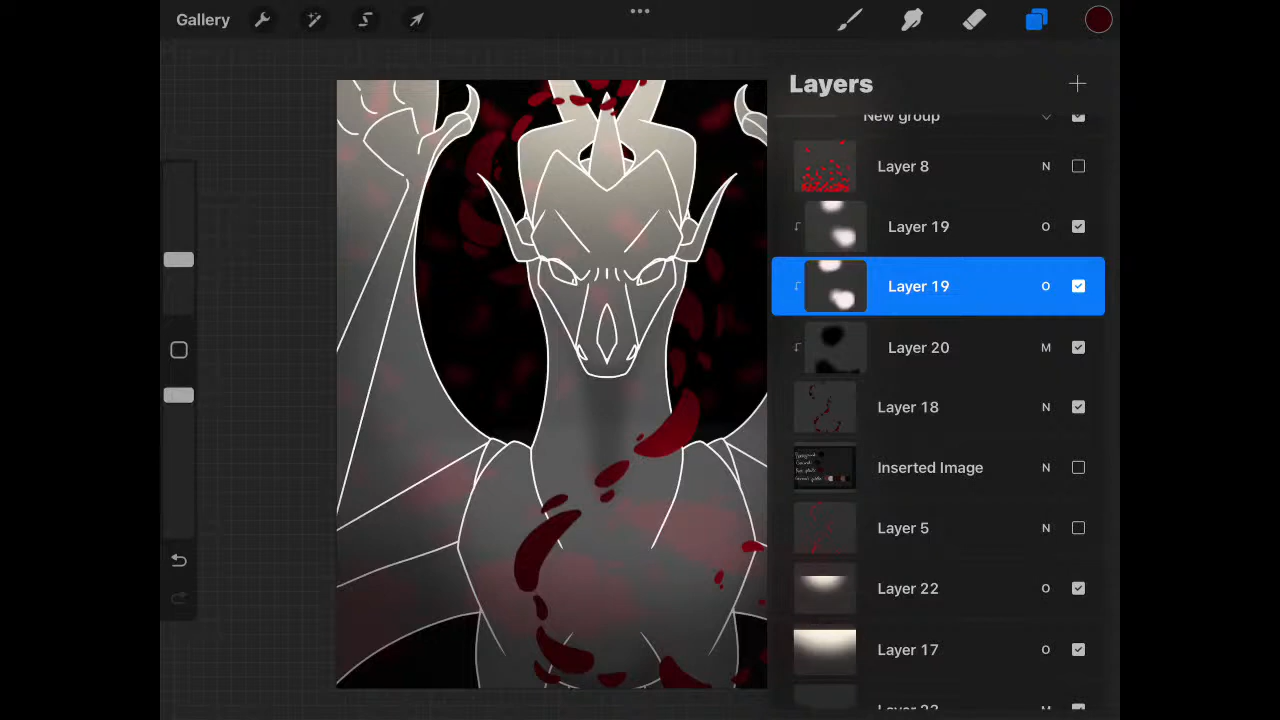 Gallery
Layers
New group
Layer 8 N
Layer 19 O
Layer 19 O
Layer 20 M
Layer 18 N
Inserted Image N
Layer 5 N
Layer 22 O
Layer 17 O